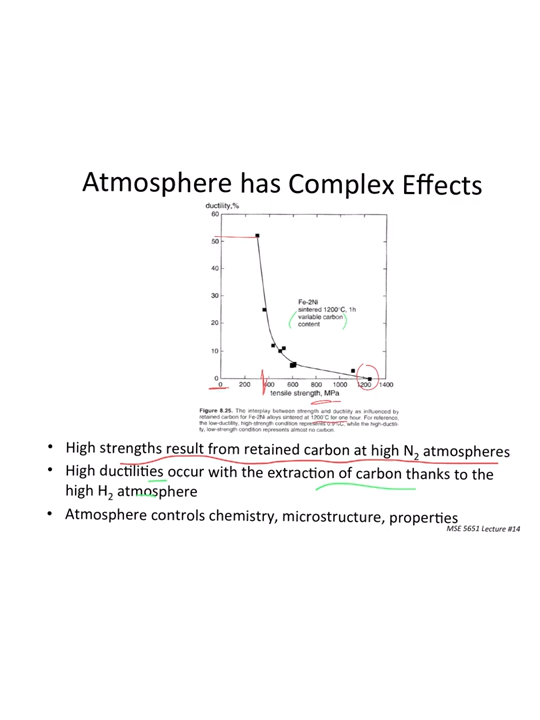 Atmosphere has Complex Effects
ductility,%
60
50
40
30
20
10
0
Fe-2Ni
sintered 1200°C, 1h
variable carbon
content
0 200 400 600 800 1000 1200 1400
tensile strength, MPa
Figure 8.25. The interplay between strength and ductility as influenced by
retained carbon for Fe-2Ni alloys sintered at 1200°C for one hour. For reference,
the low-ductility, high-strength condition represents 0.9%C, while the high-ductili-
ty, low-strength condition represents almost no carbon.
• High strengths result from retained carbon at high N₂ atmospheres
• High ductilities occur with the extraction of carbon thanks to the
high H₂ atmosphere
• Atmosphere controls chemistry, microstructure, properties
MSE 5651 Lecture #14